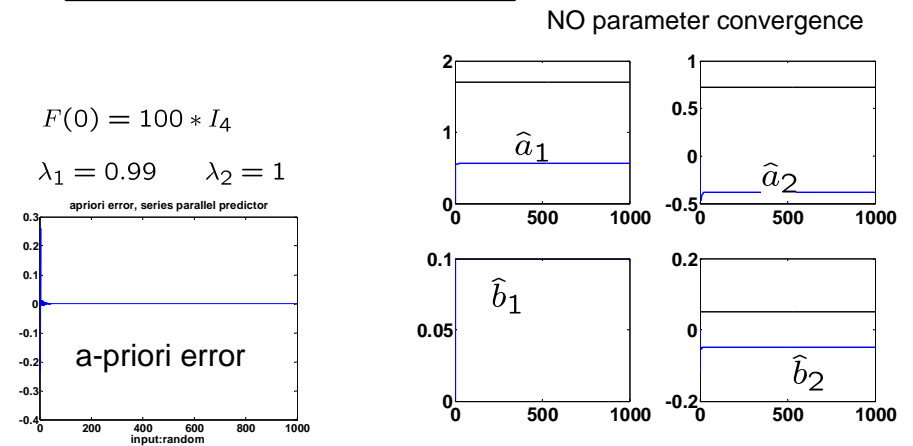 NO parameter convergence
F(0) = 100 * I₄
λ₁ = 0.99 λ₂ = 1
apriori error, series parallel predictor
0.3
0.2
0.1
0
-0.1
-0.2
-0.3
-0.4
a-priori error
0 200 400 600 800 1000
input:random
2
1
0
â₁
0 500 1000
1
0.5
0
-0.5
â₂
0 500 1000
0.1
0.05
0
b̂₁
0 500 1000
0.2
0
-0.2
b̂₂
0 500 1000